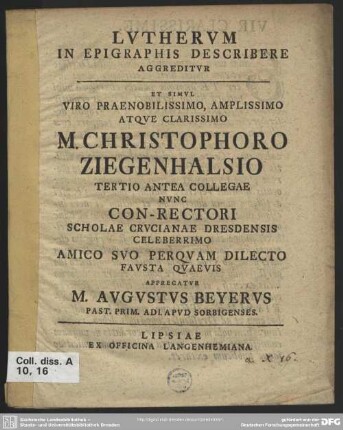 LVTHERVM
IN EPIGRAPHIS DESCRIBERE
AGGREDITVR
ET SIMVL
VIRO PRAENOBILISSIMO, AMPLISSIMO
ATQVE CLARISSIMO
M. CHRISTOPHORO
ZIEGENHALSIO
TERTIO ANTEA COLLEGAE
NVNC
CON-RECTORI
SCHOLAE CRVCIANAE DRESDENSIS
CELEBERRIMO
AMICO SVO PERQVAM DILECTO
FAVSTA QVAEVIS
APPRECATVR
M. AVGVSTVS BEYERVS
PAST. PRIM. ADI. APVD SORBIGENSES.
LIPSIAE
EX OFFICINA LANGENHEMIANA.
Coll. diss. A
10, 16